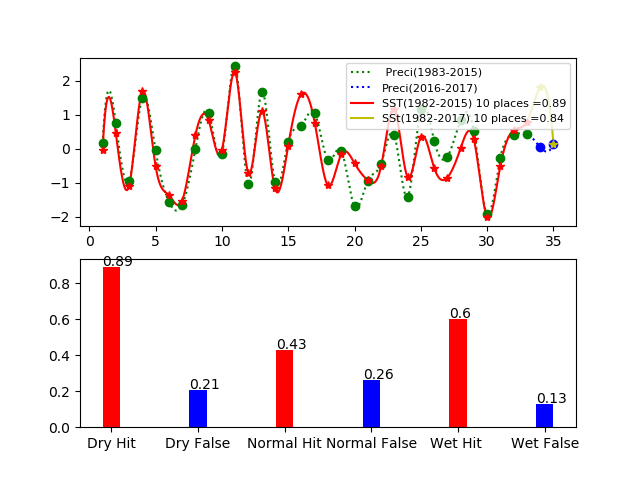 2
1
0
−1
−2
Preci(1983-2015)
Preci(2016-2017)
SST(1982-2015) 10 places =0.89
SSt(1982-2017) 10 places =0.84
0 5 10 15 20 25 30 35
0.8
0.6
0.4
0.2
0.0
0.89
0.21
0.43
0.26
0.6
0.13
Dry Hit Dry False Normal Hit Normal False Wet Hit Wet False